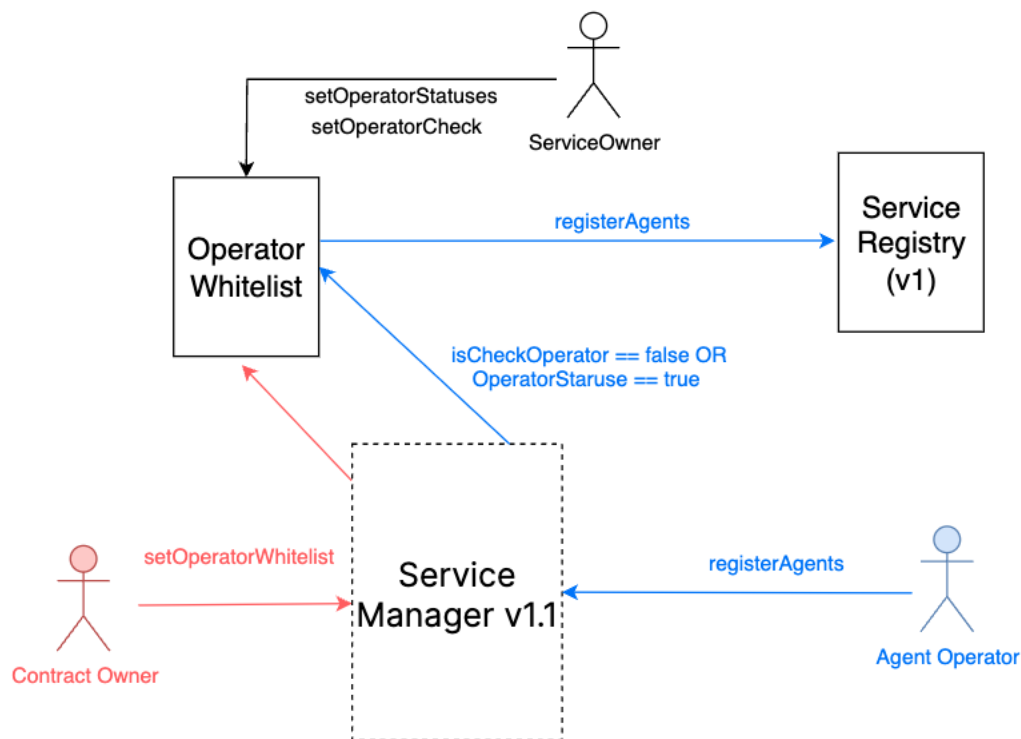 setOperatorStatuses
setOperatorCheck
ServiceOwner
Operator
Whitelist
registerAgents
Service
Registry
(v1)
isCheckOperator == false OR
OperatorStaruse == true
setOperatorWhitelist
Service
Manager v1.1
registerAgents
Contract Owner
Agent Operator